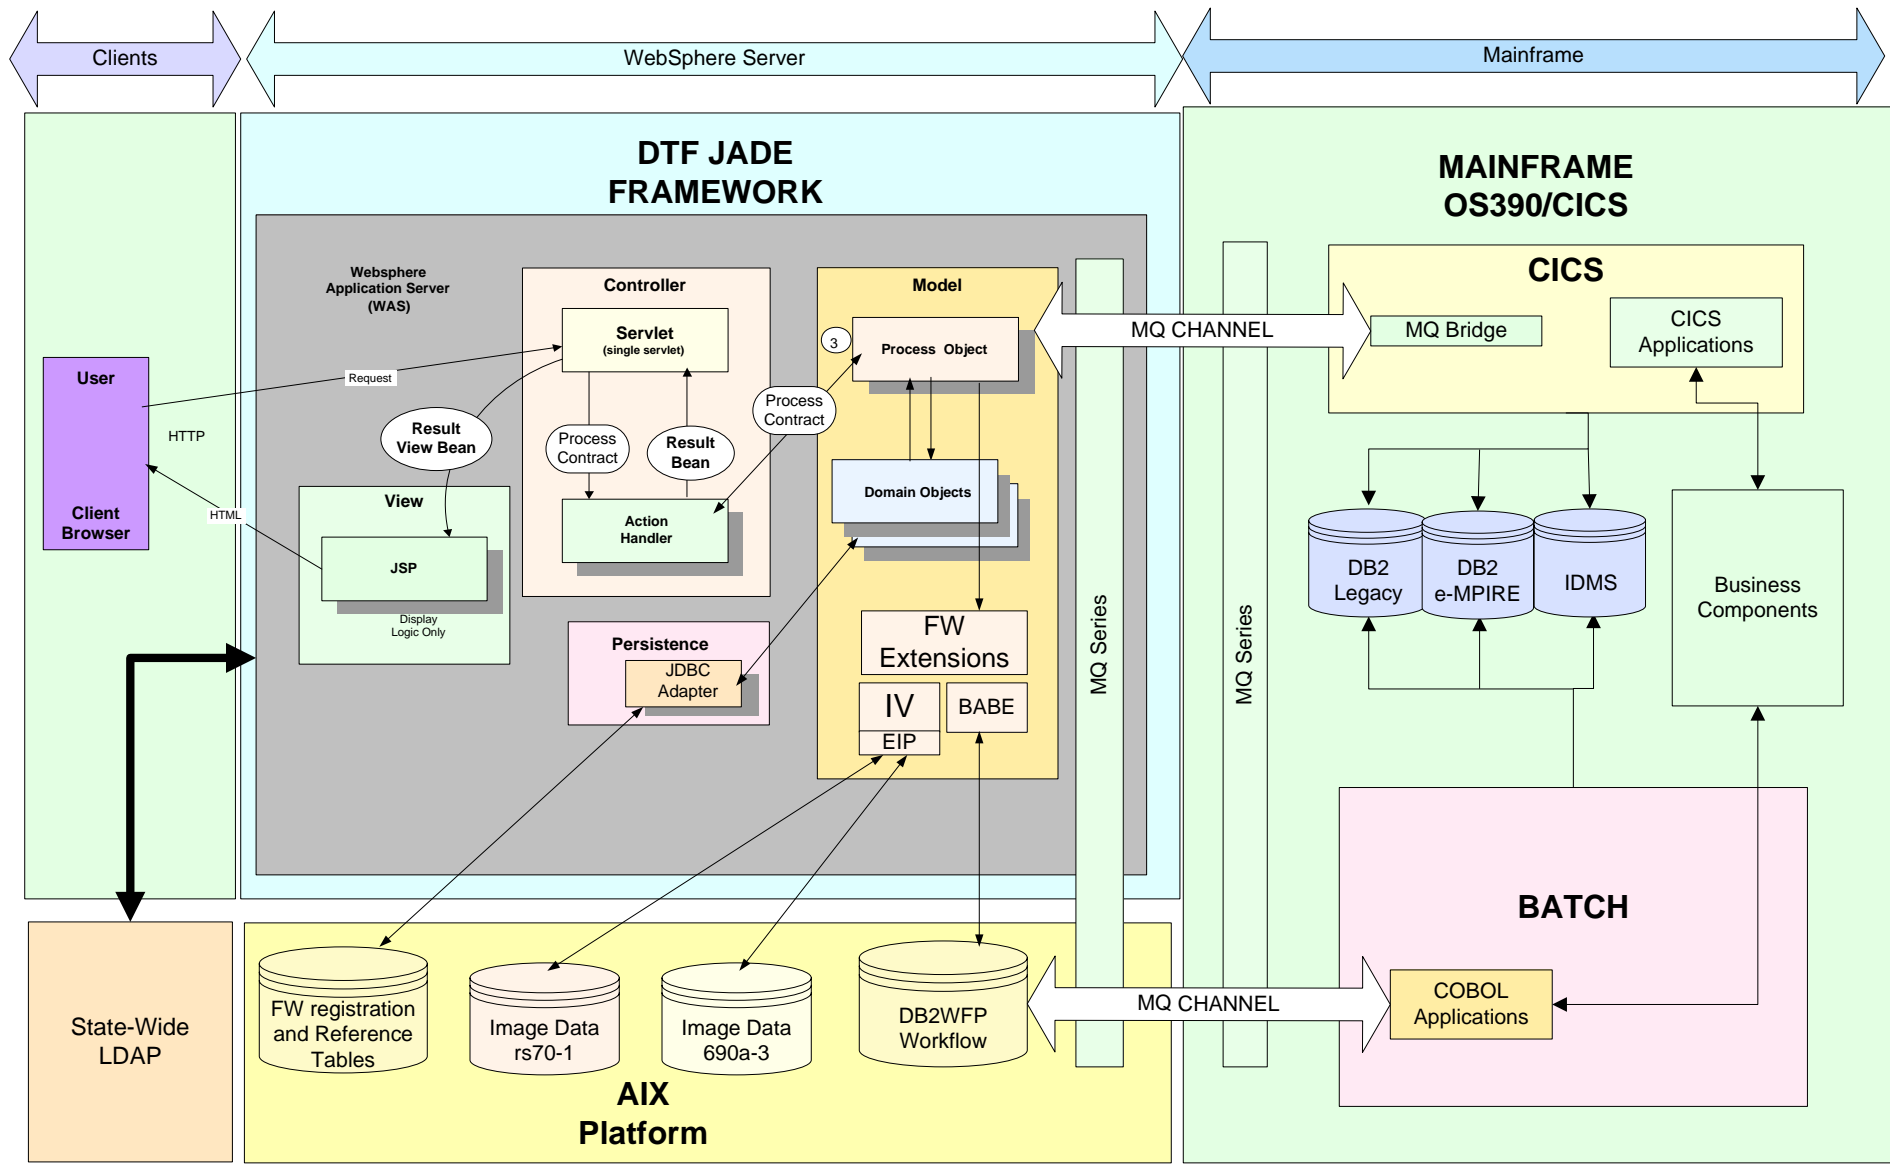 Clients
WebSphere Server
Mainframe
DTF JADE
FRAMEWORK
MAINFRAME
OS390/CICS
Websphere
Application Server
(WAS)
Controller
Servlet
(single servlet)
Process
Contract
Result
Bean
Action
Handler
Model
3
Process Object
Process
Contract
Domain Objects
FW
Extensions
IV
EIP
BABE
User
Client
Browser
Request
HTTP
HTML
Result
View Bean
View
JSP
Display
Logic Only
Persistence
JDBC
Adapter
MQ Series
MQ Series
MQ CHANNEL
CICS
MQ Bridge
CICS
Applications
DB2
Legacy
DB2
e-MPIRE
IDMS
Business
Components
BATCH
COBOL
Applications
MQ CHANNEL
State-Wide
LDAP
FW registration
and Reference
Tables
Image Data
rs70-1
Image Data
690a-3
DB2WFP
Workflow
AIX
Platform